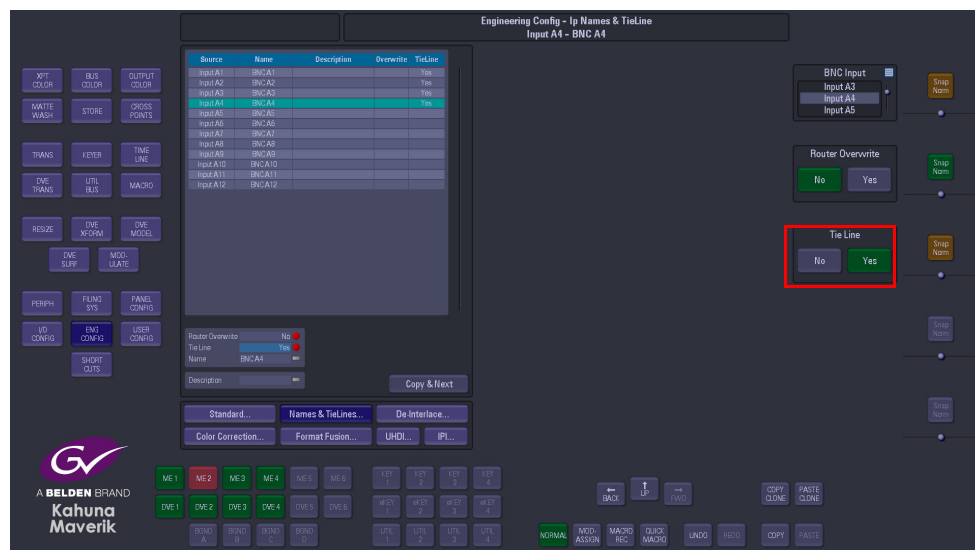 Engineering Config - Ip Names & TieLine
Input A4 - BNC A4
Source Name Description Overwrite TieLine
Input A1 BNC A1 Yes
Input A2 BNC A2 Yes
Input A3 BNC A3 Yes
Input A4 BNC A4 Yes
Input A5 BNC A5
Input A6 BNC A6
Input A7 BNC A7
Input A8 BNC A8
Input A9 BNC A9
Input A10 BNC A10
Input A11 BNC A11
Input A12 BNC A12
Router Overwrite No
Tie Line Yes
Name BNC A4
Description
Copy & Next
Standard... Names & TieLines... De-Interlace...
Color Correction... Format Fusion... UHDI... IPI...
XPT COLOR
BUS COLOR
OUTPUT COLOR
MATTE WASH
STORE
CROSS POINTS
TRANS
KEYER
TIME LINE
DVE TRANS
UTIL BUS
MACRO
RESIZE
DVE XFORM
DVE MODEL
DVE SURF
MOD- ULATE
PERIPH
FILING SYS
PANEL CONFIG
I/O CONFIG
ENG CONFIG
USER CONFIG
SHORT CUTS
BNC Input
Input A3
Input A4
Input A5
Snap Norm
Router Overwrite
No Yes
Snap Norm
Tie Line
No Yes
Snap Norm
Snap Norm
Snap Norm
GV
A BELDEN BRAND
Kahuna
Maverik
ME 1 ME 2 ME 3 ME 4 ME 5 ME 6
DVE 1 DVE 2 DVE 3 DVE 4 DVE 5 DVE 6
BGND A BGND B BGND C BGND D
KEY 1 KEY 2 KEY 3 KEY 4
øKEY 1 øKEY 2 øKEY 3 øKEY 4
UTIL 1 UTIL 2 UTIL 3 UTIL 4
← BACK ↑ UP → FWD
COPY CLONE PASTE CLONE
NORMAL MOD- ASSIGN MACRO REC QUICK MACRO UNDO REDO COPY PASTE